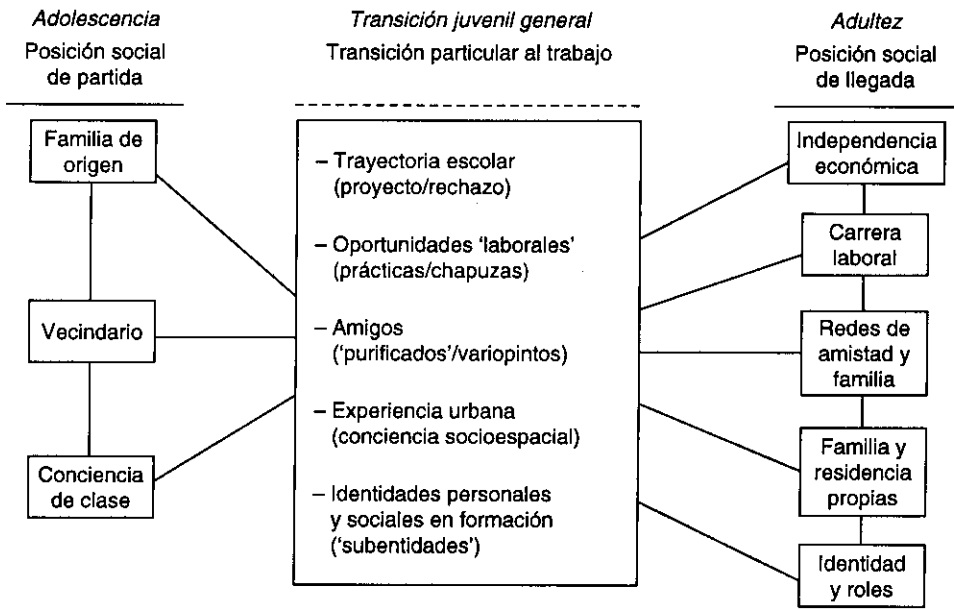 Adolescencia
Posición social
de partida
Familia de
origen
Vecindario
Conciencia
de clase
Transición juvenil general
Transición particular al trabajo
– Trayectoria escolar
(proyecto/rechazo)
– Oportunidades ‘laborales’
(prácticas/chapuzas)
– Amigos
(‘purificados’/variopintos)
– Experiencia urbana
(conciencia socioespacial)
– Identidades personales
y sociales en formación
(‘subentidades’)
Adultez
Posición social
de llegada
Independencia
económica
Carrera
laboral
Redes de
amistad y
familia
Familia y
residencia
propias
Identidad
y roles